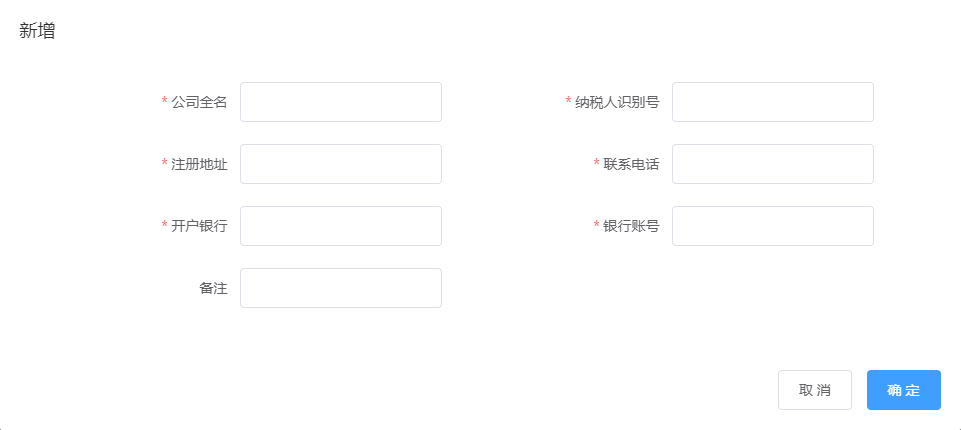 新增
* 公司全名
* 纳税人识别号
* 注册地址
* 联系电话
* 开户银行
* 银行账号
备注
取 消
确 定